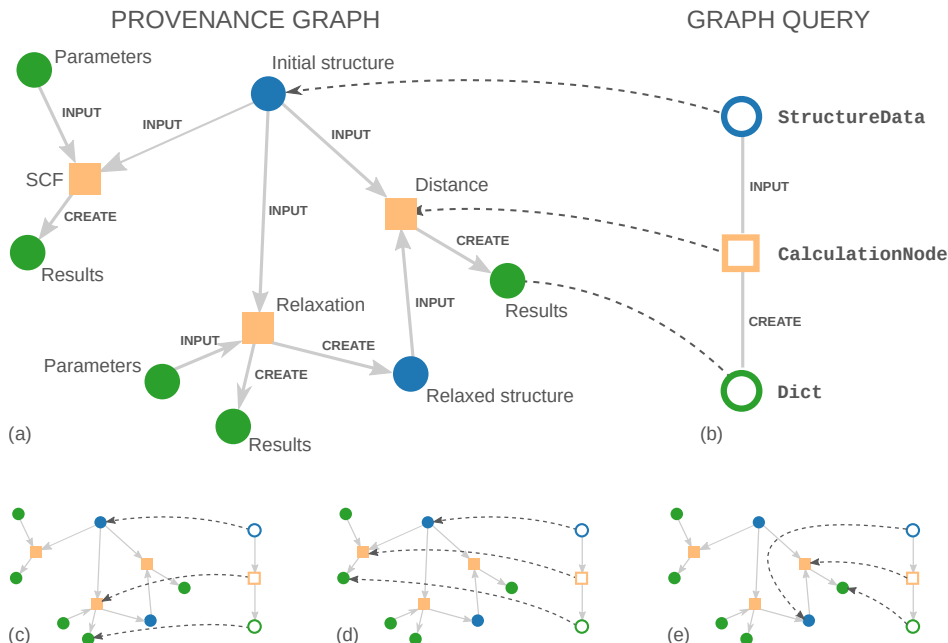 PROVENANCE GRAPH
GRAPH QUERY
Parameters
Initial structure
INPUT
INPUT
INPUT
StructureData
SCF
Distance
INPUT
CREATE
INPUT
CREATE
CalculationNode
Results
Relaxation
INPUT
Results
CREATE
INPUT
CREATE
Parameters
CREATE
Relaxed structure
Dict
Results
(a)
(b)
(c)
(d)
(e)